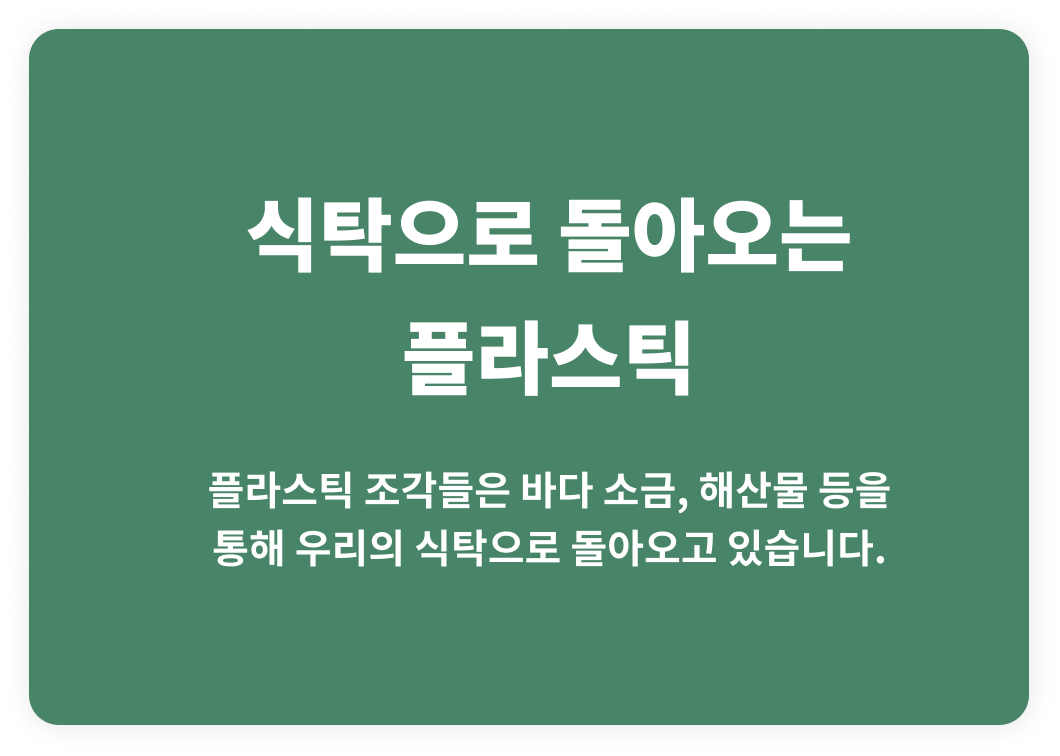 식탁으로 돌아오는
플라스틱
플라스틱 조각들은 바다 소금, 해산물 등을
통해 우리의 식탁으로 돌아오고 있습니다.